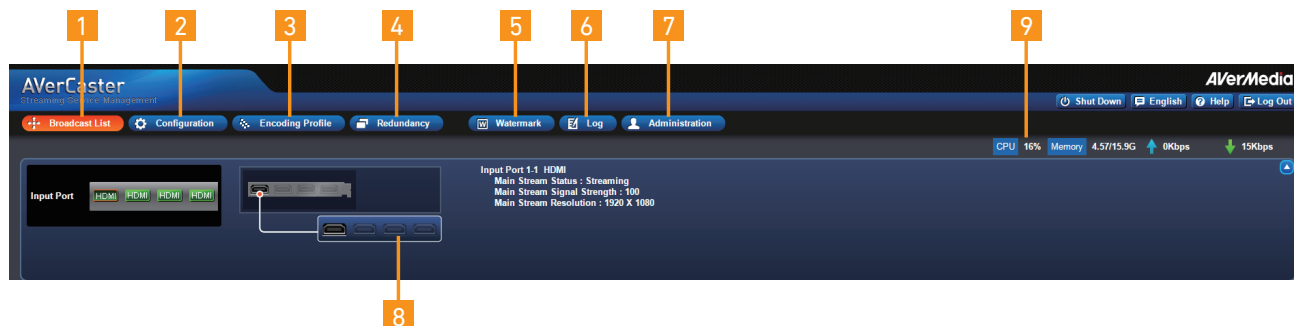 1 2 3 4 5 6 7 9
AVerCaster AVerMedia
Streaming Service Management
Shut Down English Help Log Out
Broadcast List Configuration Encoding Profile Redundancy Watermark Log Administration
CPU 16% Memory 4.57/15.9G 0Kbps 15Kbps
Input Port 1-1 HDMI
Main Stream Status : Streaming
Input Port HDMI HDMI HDMI HDMI Main Stream Signal Strength : 100
Main Stream Resolution : 1920 X 1080
8